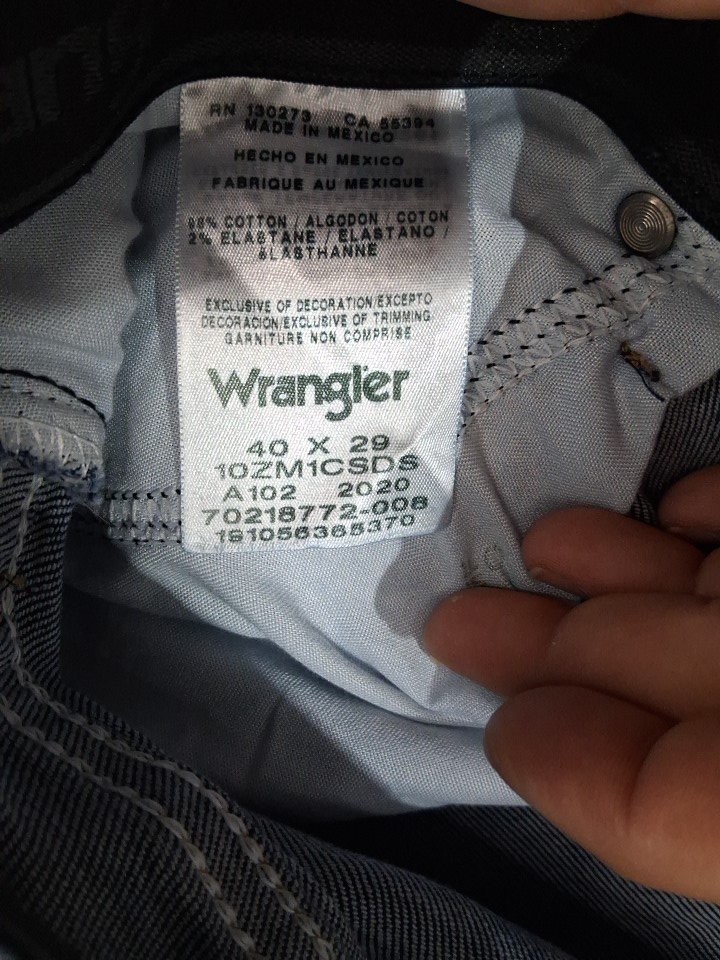 RN 130273 CA 55394
MADE IN MEXICO
HECHO EN MEXICO
FABRIQUE AU MEXIQUE
98% COTTON / ALGODON / COTON
2% ELASTANE / ELASTANO /
ELASTHANNE
EXCLUSIVE OF DECORATION/EXCEPTO
DECORACION/EXCLUSIVE OF TRIMMING
GARNITURE NON COMPRISE
Wrangler
40 X 29
10ZM1CSDS
A102 2020
70218772-008
191056365370